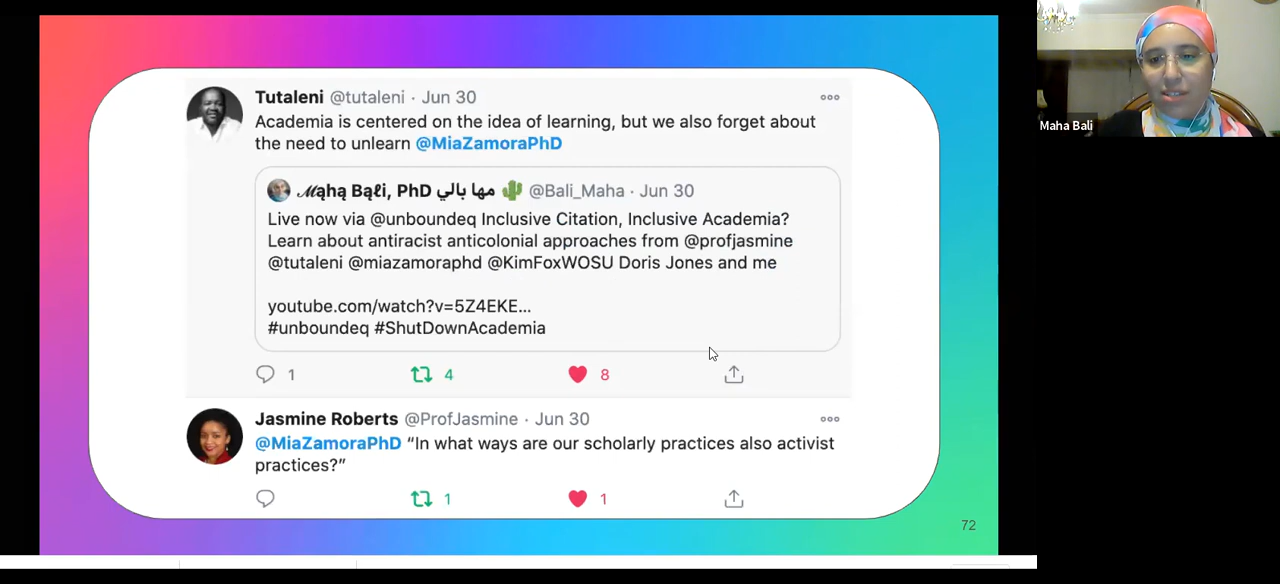 Tutaleni @tutaleni · Jun 30
Academia is centered on the idea of learning, but we also forget about
the need to unlearn @MiaZamoraPhD
𝓜ąhą Bąɬi, PhD مها بالي 🌵 @Bali_Maha · Jun 30
Live now via @unboundeq Inclusive Citation, Inclusive Academia?
Learn about antiracist anticolonial approaches from @profjasmine
@tutaleni @miazamoraphd @KimFoxWOSU Doris Jones and me
youtube.com/watch?v=5Z4EKE...
#unboundeq #ShutDownAcademia
1 4 8
Jasmine Roberts @ProfJasmine · Jun 30
@MiaZamoraPhD “In what ways are our scholarly practices also activist
practices?”
1 1
72
Maha Bali